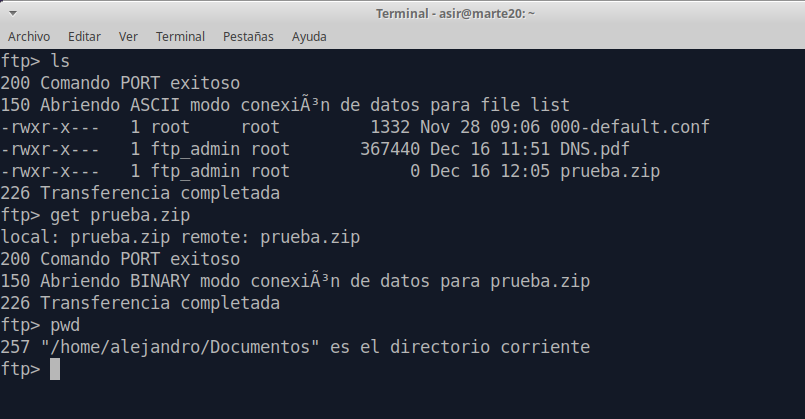 Terminal - asir@marte20: ~
Archivo Editar Ver Terminal Pestañas Ayuda
ftp> ls
200 Comando PORT exitoso
150 Abriendo ASCII modo conexiÃ³n de datos para file list
-rwxr-x--- 1 root root 1332 Nov 28 09:06 000-default.conf
-rwxr-x--- 1 ftp_admin root 367440 Dec 16 11:51 DNS.pdf
-rwxr-x--- 1 ftp_admin root 0 Dec 16 12:05 prueba.zip
226 Transferencia completada
ftp> get prueba.zip
local: prueba.zip remote: prueba.zip
200 Comando PORT exitoso
150 Abriendo BINARY modo conexiÃ³n de datos para prueba.zip
226 Transferencia completada
ftp> pwd
257 "/home/alejandro/Documentos" es el directorio corriente
ftp>